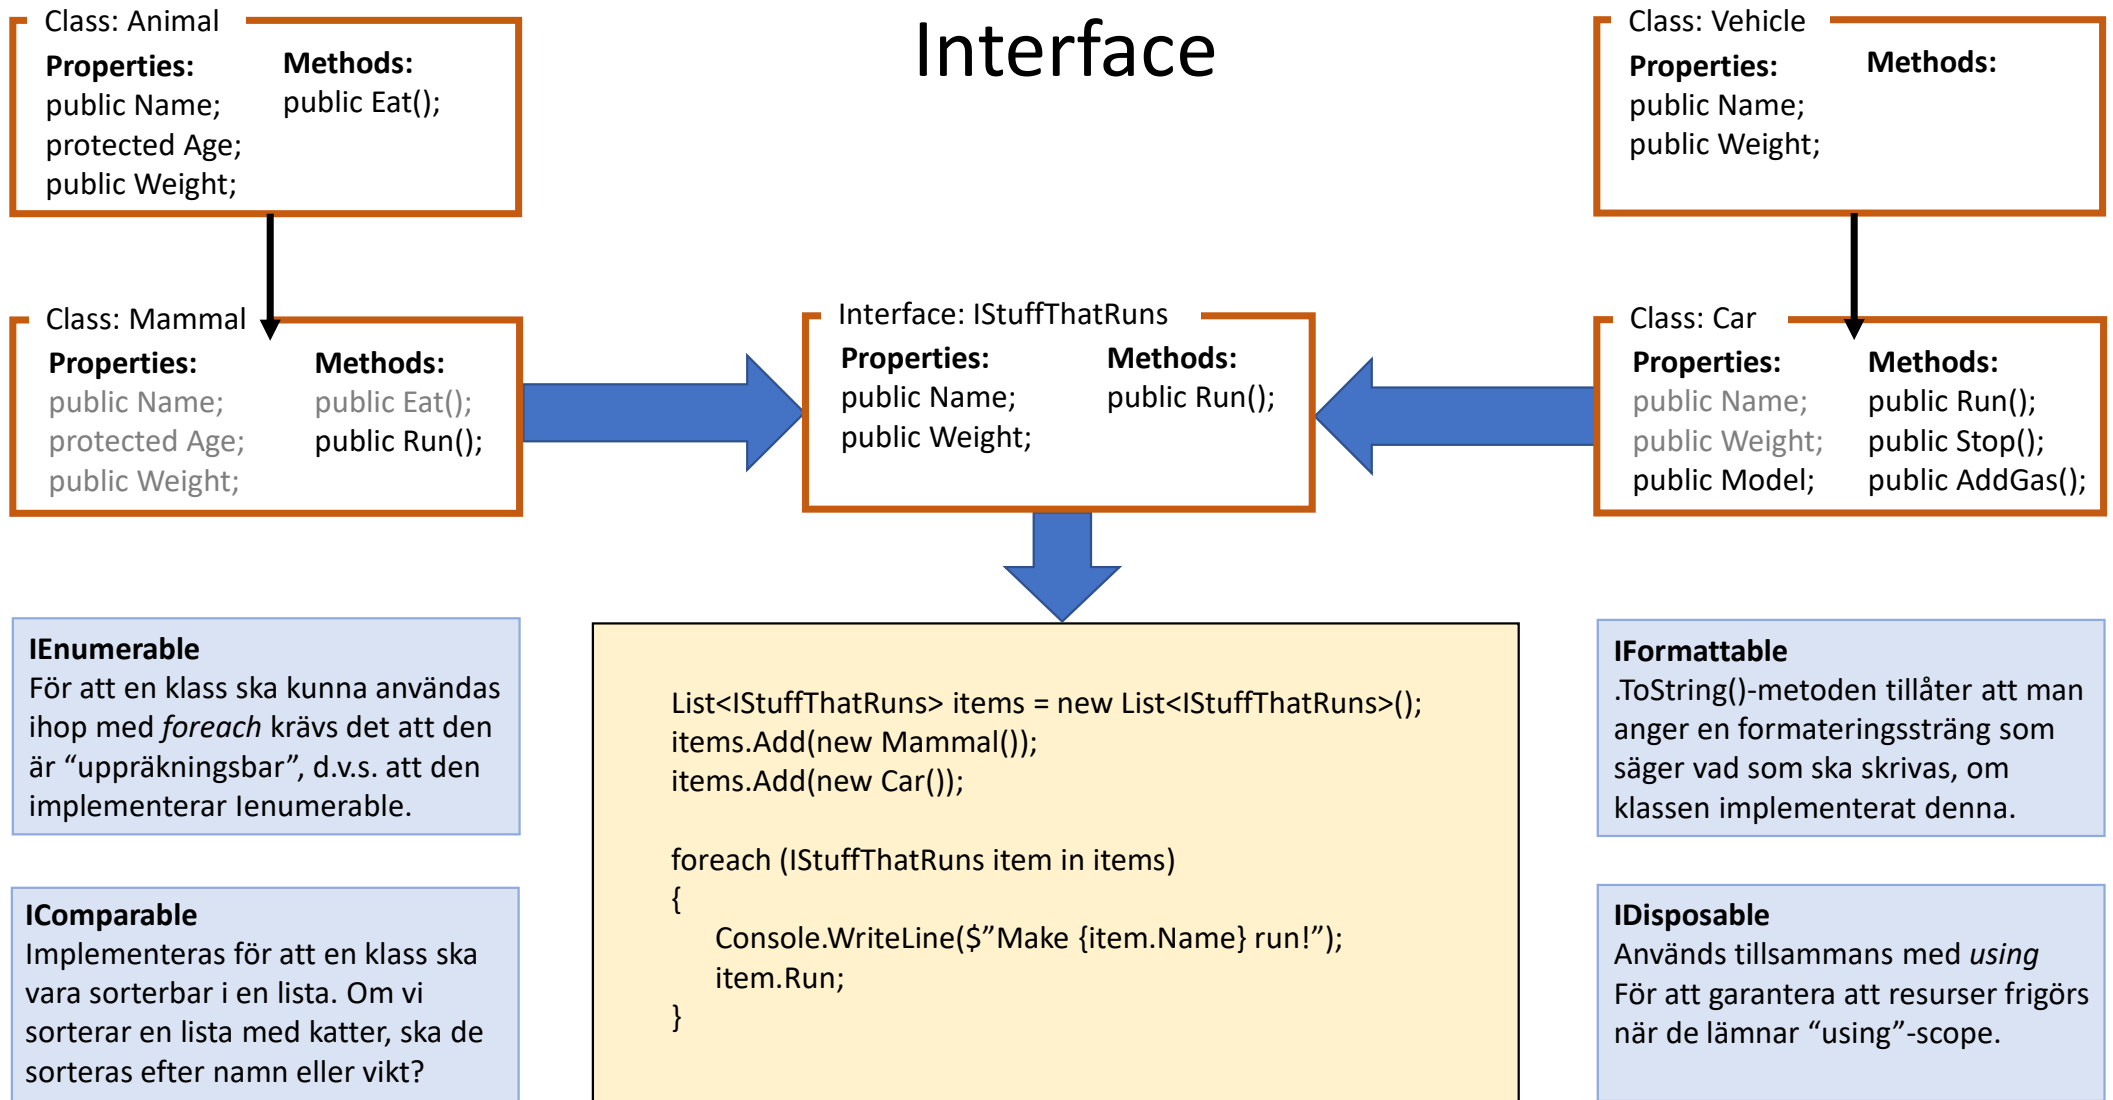 Interface
Class: Animal
Properties:
public Name;
protected Age;
public Weight;
Methods:
public Eat();
Class: Vehicle
Properties:
public Name;
public Weight;
Methods:
Class: Mammal
Properties:
public Name;
protected Age;
public Weight;
Methods:
public Eat();
public Run();
Interface: IStuffThatRuns
Properties:
public Name;
public Weight;
Methods:
public Run();
Class: Car
Properties:
public Name;
public Weight;
public Model;
Methods:
public Run();
public Stop();
public AddGas();
IEnumerable
För att en klass ska kunna användas
ihop med foreach krävs det att den
är “uppräkningsbar”, d.v.s. att den
implementerar Ienumerable.
IComparable
Implementeras för att en klass ska
vara sorterbar i en lista. Om vi
sorterar en lista med katter, ska de
sorteras efter namn eller vikt?
List<IStuffThatRuns> items = new List<IStuffThatRuns>();
items.Add(new Mammal());
items.Add(new Car());
foreach (IStuffThatRuns item in items)
{
Console.WriteLine($”Make {item.Name} run!”);
item.Run;
}
IFormattable
.ToString()-metoden tillåter att man
anger en formateringssträng som
säger vad som ska skrivas, om
klassen implementerat denna.
IDisposable
Används tillsammans med using
För att garantera att resurser frigörs
när de lämnar “using”-scope.